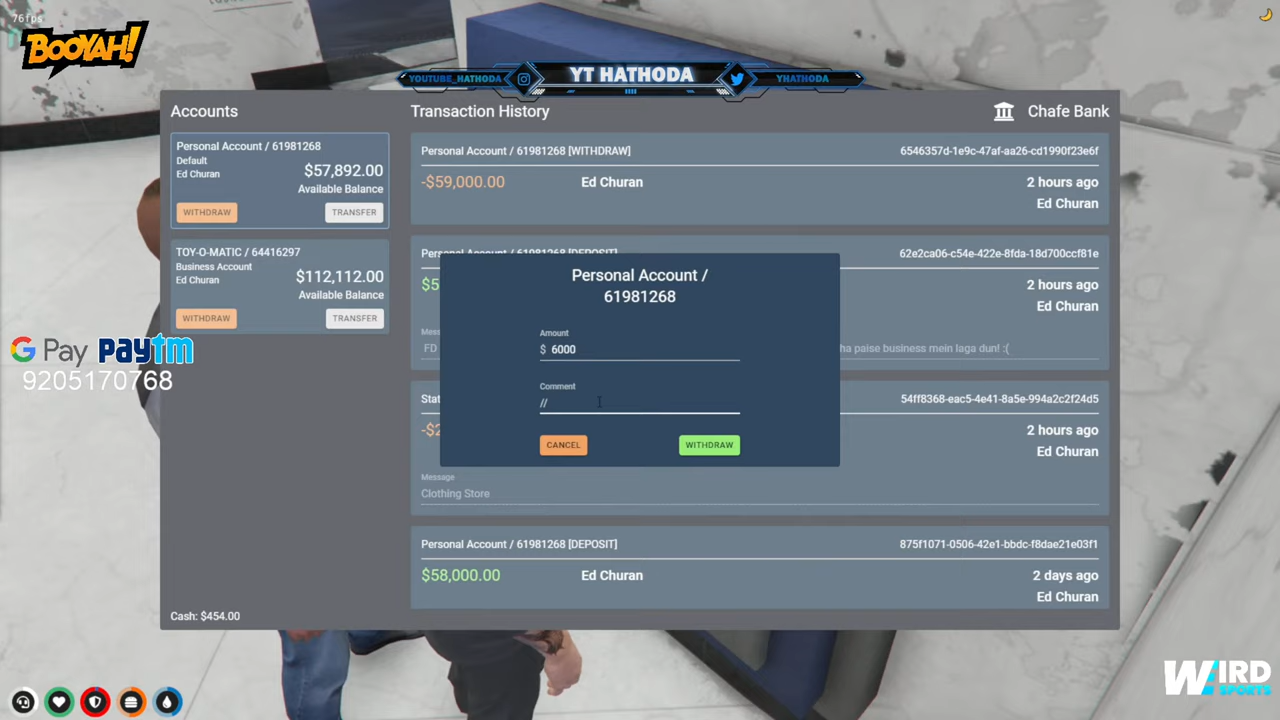 76fps
BOOYAH!
YOUTUBE_HATHODA
YT HATHODA
YHATHODA
Accounts
Transaction History
Chafe Bank
Personal Account / 61981268
Default
Ed Churan
$57,892.00
Available Balance
WITHDRAW
TRANSFER
TOY-O-MATIC / 64416297
Business Account
Ed Churan
$112,112.00
Available Balance
WITHDRAW
TRANSFER
G Pay paytm
9205170768
Cash: $454.00
Personal Account / 61981268 [WITHDRAW]
6546357d-1e9c-47af-aa26-cd1990f23e6f
-$59,000.00
Ed Churan
2 hours ago
Ed Churan
Personal Account / 61981268 [DEPOSIT]
62e2ca06-c54e-422e-8fda-18d700ccf81e
2 hours ago
Ed Churan
FD
ha paise business mein laga dun! :(
54ff8368-eac5-4e41-8a5e-994a2c2f24d5
2 hours ago
Ed Churan
Message
Clothing Store
Personal Account / 61981268 [DEPOSIT]
875f1071-0506-42e1-bbdc-f8dae21e03f1
$58,000.00
Ed Churan
2 days ago
Ed Churan
Personal Account /
61981268
Amount
$ 6000
Comment
//
CANCEL
WITHDRAW
WEIRD
SPORTS